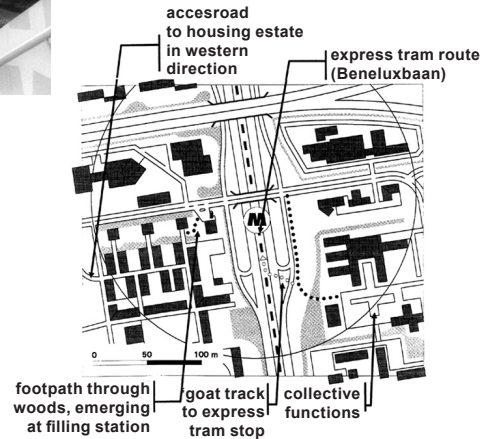 accesroad
to housing estate
in western
direction
express tram route
(Beneluxbaan)
M
0 50 100 m
footpath through
woods, emerging
at filling station
'goat track
to express
tram stop
collective
functions